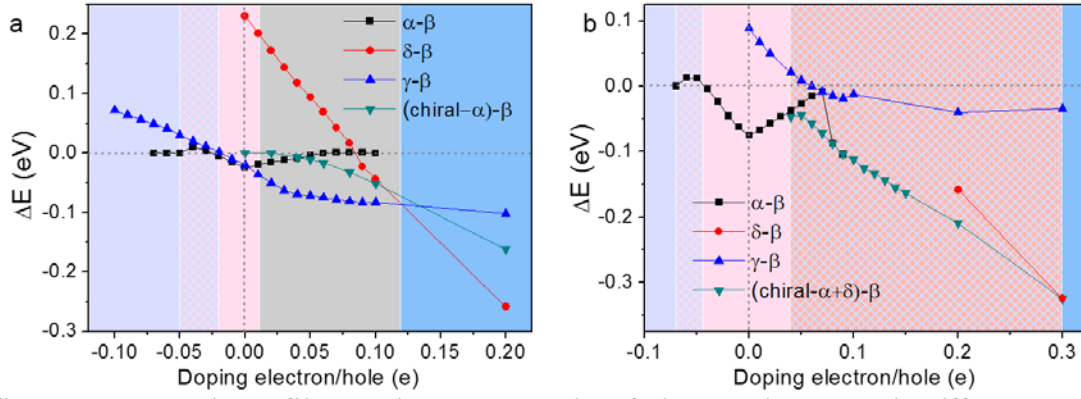 a
α-β
δ-β
γ-β
(chiral-α)-β
ΔE (eV)
0.2
0.1
0.0
-0.1
-0.2
-0.3
-0.10 -0.05 0.00 0.05 0.10 0.15 0.20
Doping electron/hole (e)
b
α-β
δ-β
γ-β
(chiral-α+δ)-β
ΔE (eV)
0.1
0.0
-0.1
-0.2
-0.3
-0.1 0.0 0.1 0.2 0.3
Doping electron/hole (e)